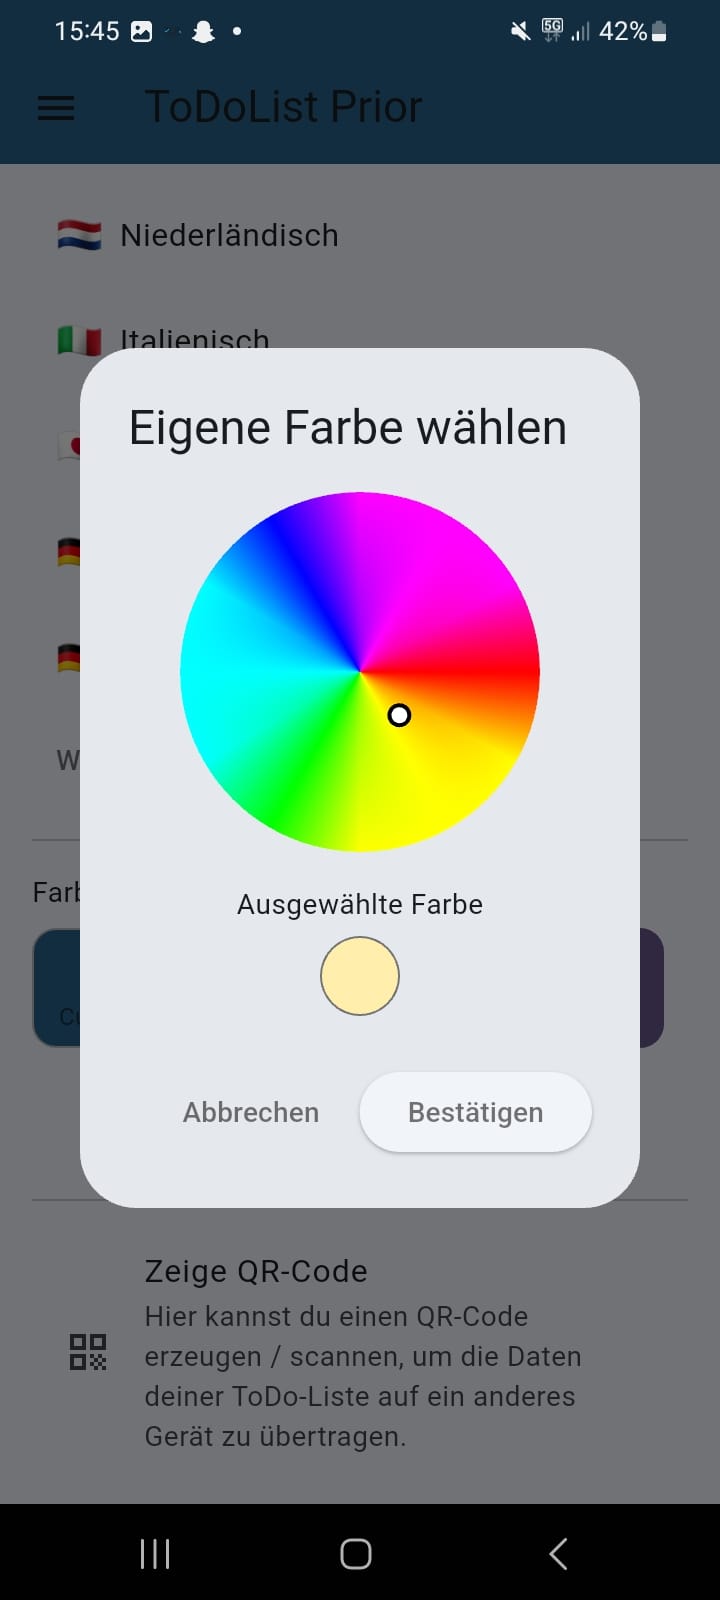 15:45
5G
42%
ToDoList Prior
Niederländisch
Italienisch
Eigene Farbe wählen
Ausgewählte Farbe
Abbrechen
Bestätigen
Zeige QR-Code
Hier kannst du einen QR-Code
erzeugen / scannen, um die Daten
deiner ToDo-Liste auf ein anderes
Gerät zu übertragen.